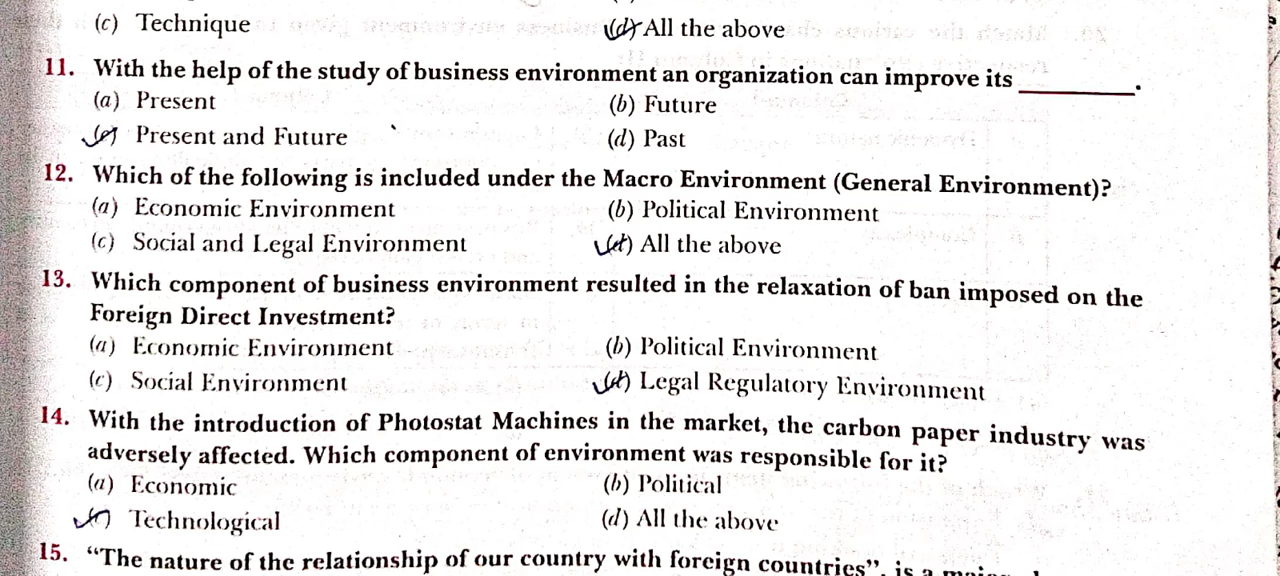 (c) Technique (d) All the above
11. With the help of the study of business environment an organization can improve its ________.
(a) Present (b) Future
(c) Present and Future (d) Past
12. Which of the following is included under the Macro Environment (General Environment)?
(a) Economic Environment (b) Political Environment
(c) Social and Legal Environment (d) All the above
13. Which component of business environment resulted in the relaxation of ban imposed on the
Foreign Direct Investment?
(a) Economic Environment (b) Political Environment
(c) Social Environment (d) Legal Regulatory Environment
14. With the introduction of Photostat Machines in the market, the carbon paper industry was
adversely affected. Which component of environment was responsible for it?
(a) Economic (b) Political
(c) Technological (d) All the above
15. “The nature of the relationship of our country with foreign countries”, is a